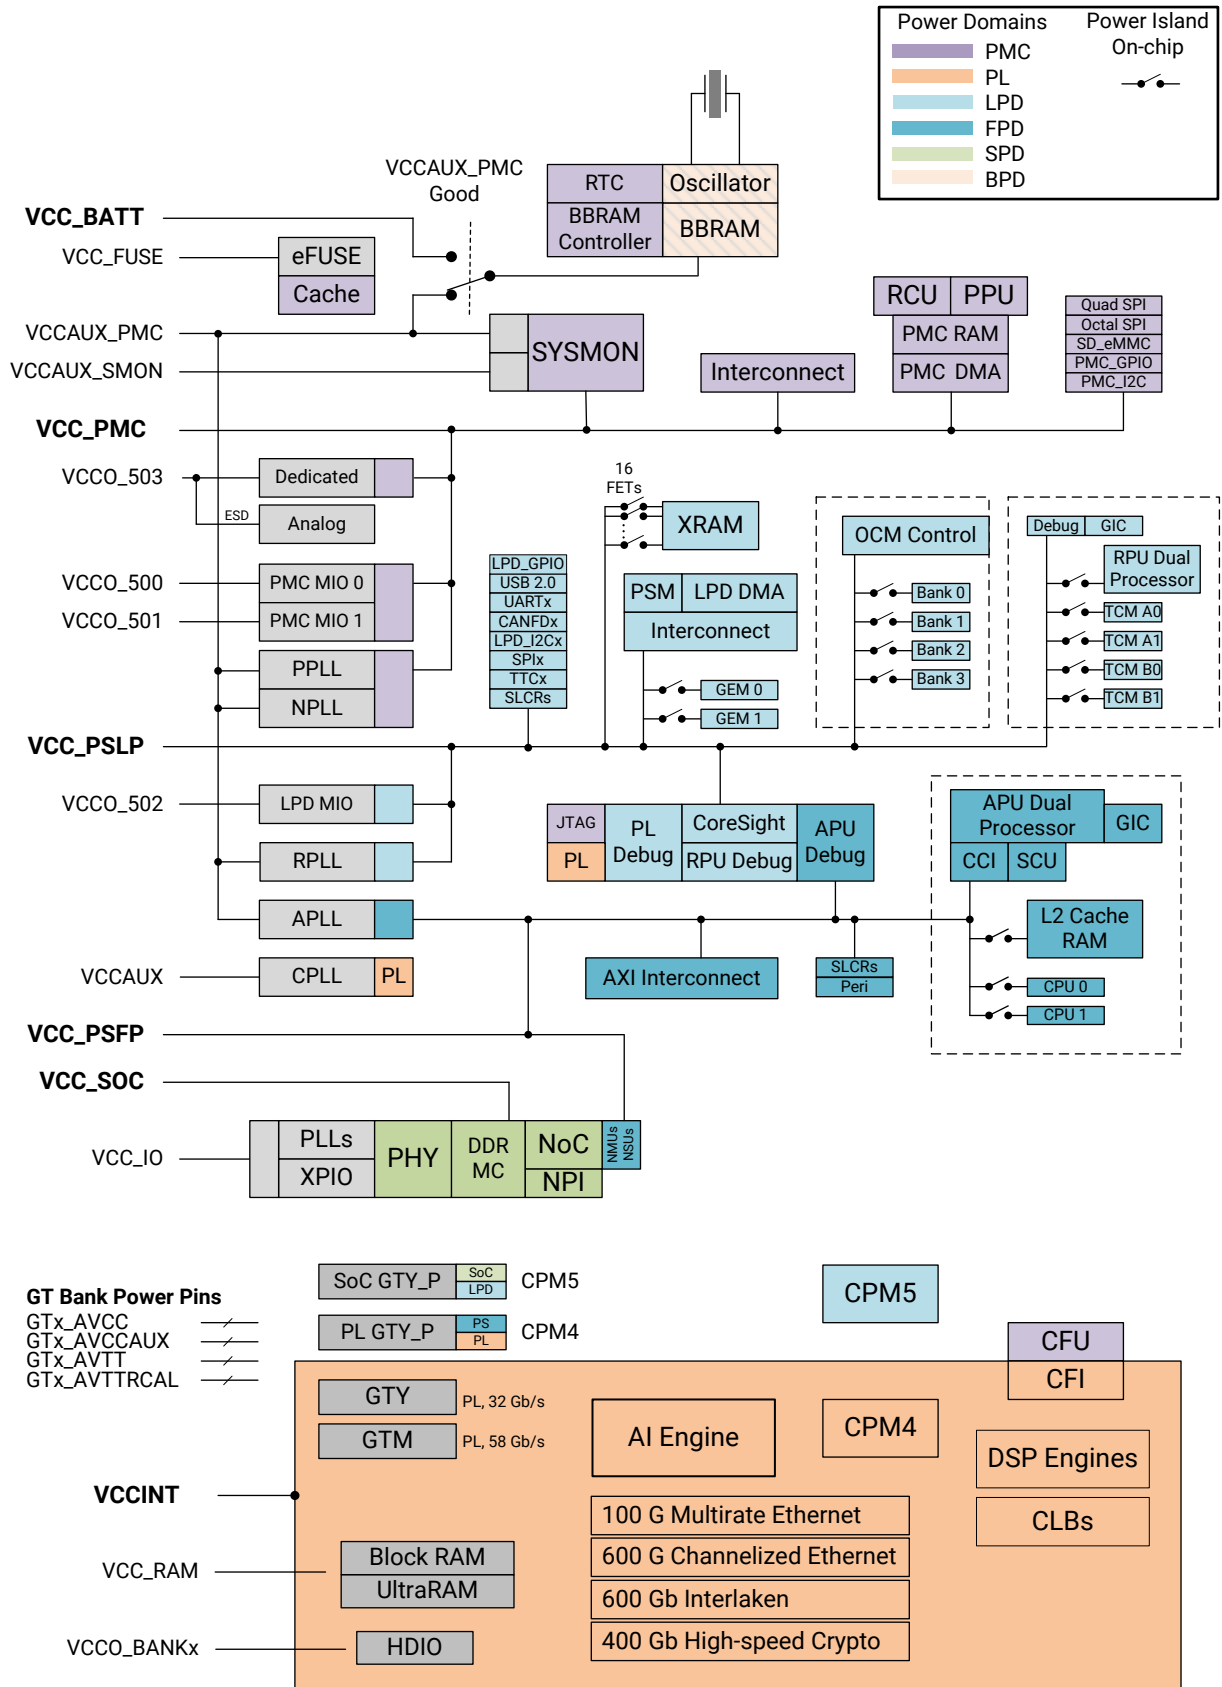 Power Domains
Power Island
On-chip
PMC
PL
LPD
FPD
SPD
BPD
VCCAUX_PMC
Good
RTC
Oscillator
BBRAM
Controller
BBRAM
VCC_BATT
VCC_FUSE
eFUSE
Cache
VCCAUX_PMC
VCCAUX_SMON
SYSMON
Interconnect
RCU
PPU
PMC RAM
PMC DMA
Quad SPI
Octal SPI
SD_eMMC
PMC_GPIO
PMC_I2C
VCC_PMC
VCCO_503
Dedicated
ESD
Analog
VCCO_500
PMC MIO 0
VCCO_501
PMC MIO 1
PPLL
NPLL
16
FETs
XRAM
LPD_GPIO
USB 2.0
UARTx
CANFDx
LPD_I2Cx
SPIx
TTCx
SLCRs
PSM
LPD DMA
Interconnect
GEM 0
GEM 1
OCM Control
Bank 0
Bank 1
Bank 2
Bank 3
Debug
GIC
RPU Dual
Processor
TCM A0
TCM A1
TCM B0
TCM B1
VCC_PSLP
VCCO_502
LPD MIO
RPLL
APLL
VCCAUX
CPLL
PL
JTAG
PL
PL
Debug
CoreSight
RPU Debug
APU
Debug
AXI Interconnect
SLCRs
Peri
APU Dual
Processor
GIC
CCI
SCU
L2 Cache
RAM
CPU 0
CPU 1
VCC_PSFP
VCC_SOC
VCC_IO
PLLs
XPIO
PHY
DDR
MC
NoC
NPI
NMUs
NSUs
SoC GTY_P
SoC
LPD
CPM5
PL GTY_P
PS
PL
CPM4
CPM5
GT Bank Power Pins
GTx_AVCC
GTx_AVCCAUX
GTx_AVTT
GTx_AVTTRCAL
CFU
CFI
GTY
PL, 32 Gb/s
GTM
PL, 58 Gb/s
AI Engine
CPM4
DSP Engines
CLBs
VCCINT
100 G Multirate Ethernet
600 G Channelized Ethernet
600 Gb Interlaken
400 Gb High-speed Crypto
VCC_RAM
Block RAM
UltraRAM
VCCO_BANKx
HDIO